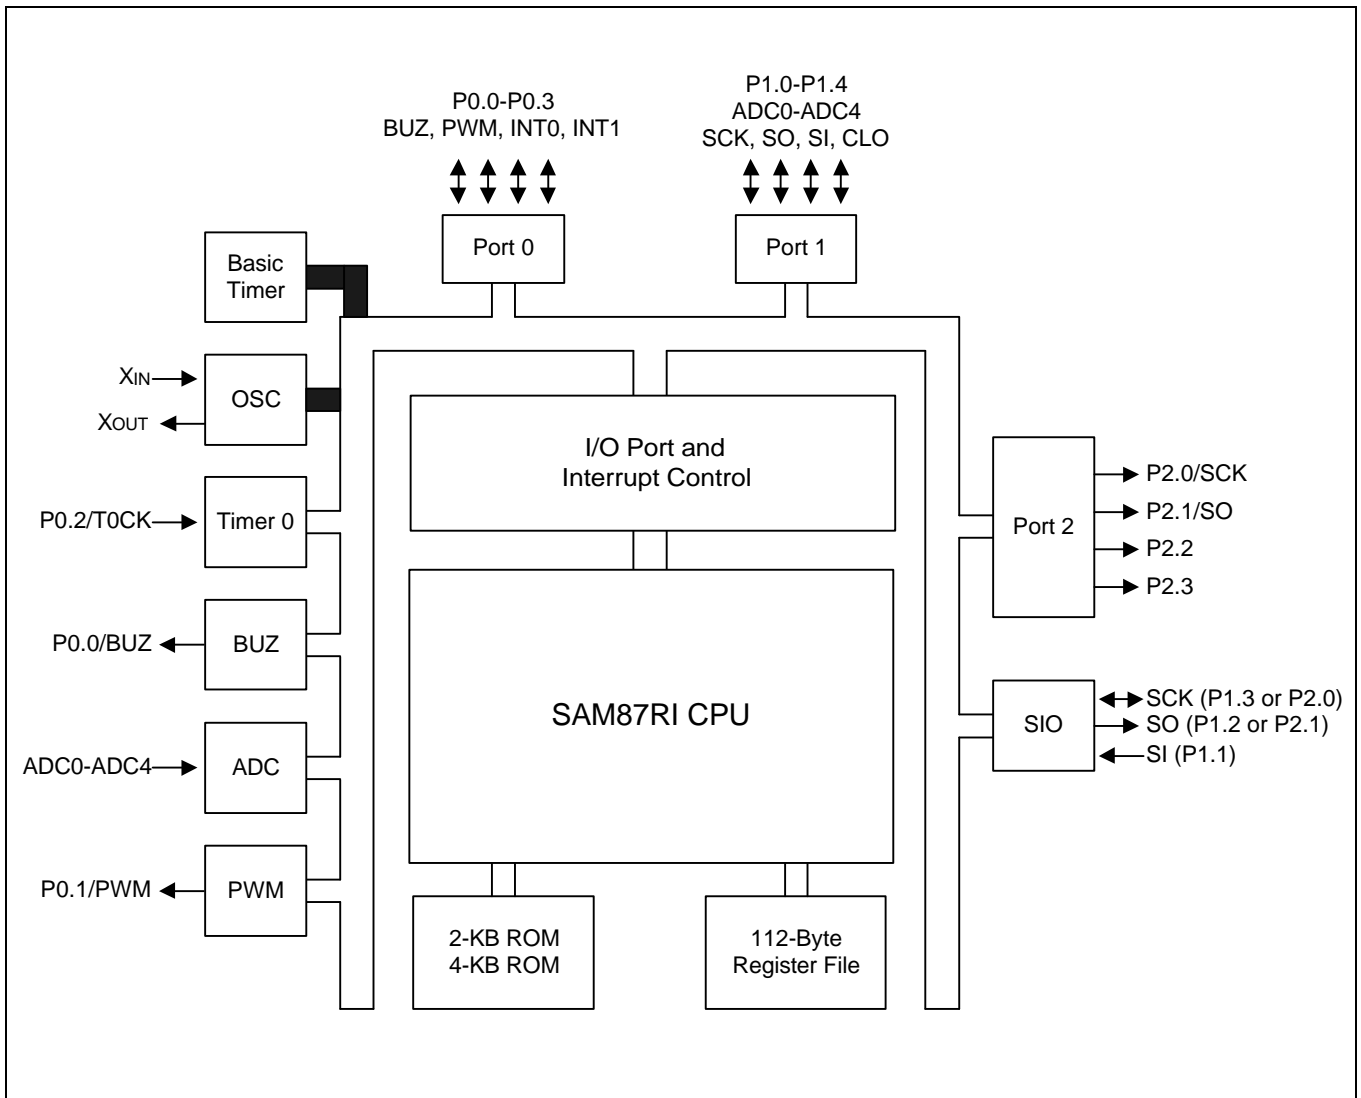 P0.0-P0.3
BUZ, PWM, INT0, INT1
P1.0-P1.4
ADC0-ADC4
SCK, SO, SI, CLO
Port 0
Port 1
Basic
Timer
XIN
XOUT
OSC
I/O Port and
Interrupt Control
P0.2/T0CK
Timer 0
Port 2
P2.0/SCK
P2.1/SO
P2.2
P2.3
P0.0/BUZ
BUZ
SAM87RI CPU
SIO
SCK (P1.3 or P2.0)
SO (P1.2 or P2.1)
SI (P1.1)
ADC0-ADC4
ADC
P0.1/PWM
PWM
2-KB ROM
4-KB ROM
112-Byte
Register File